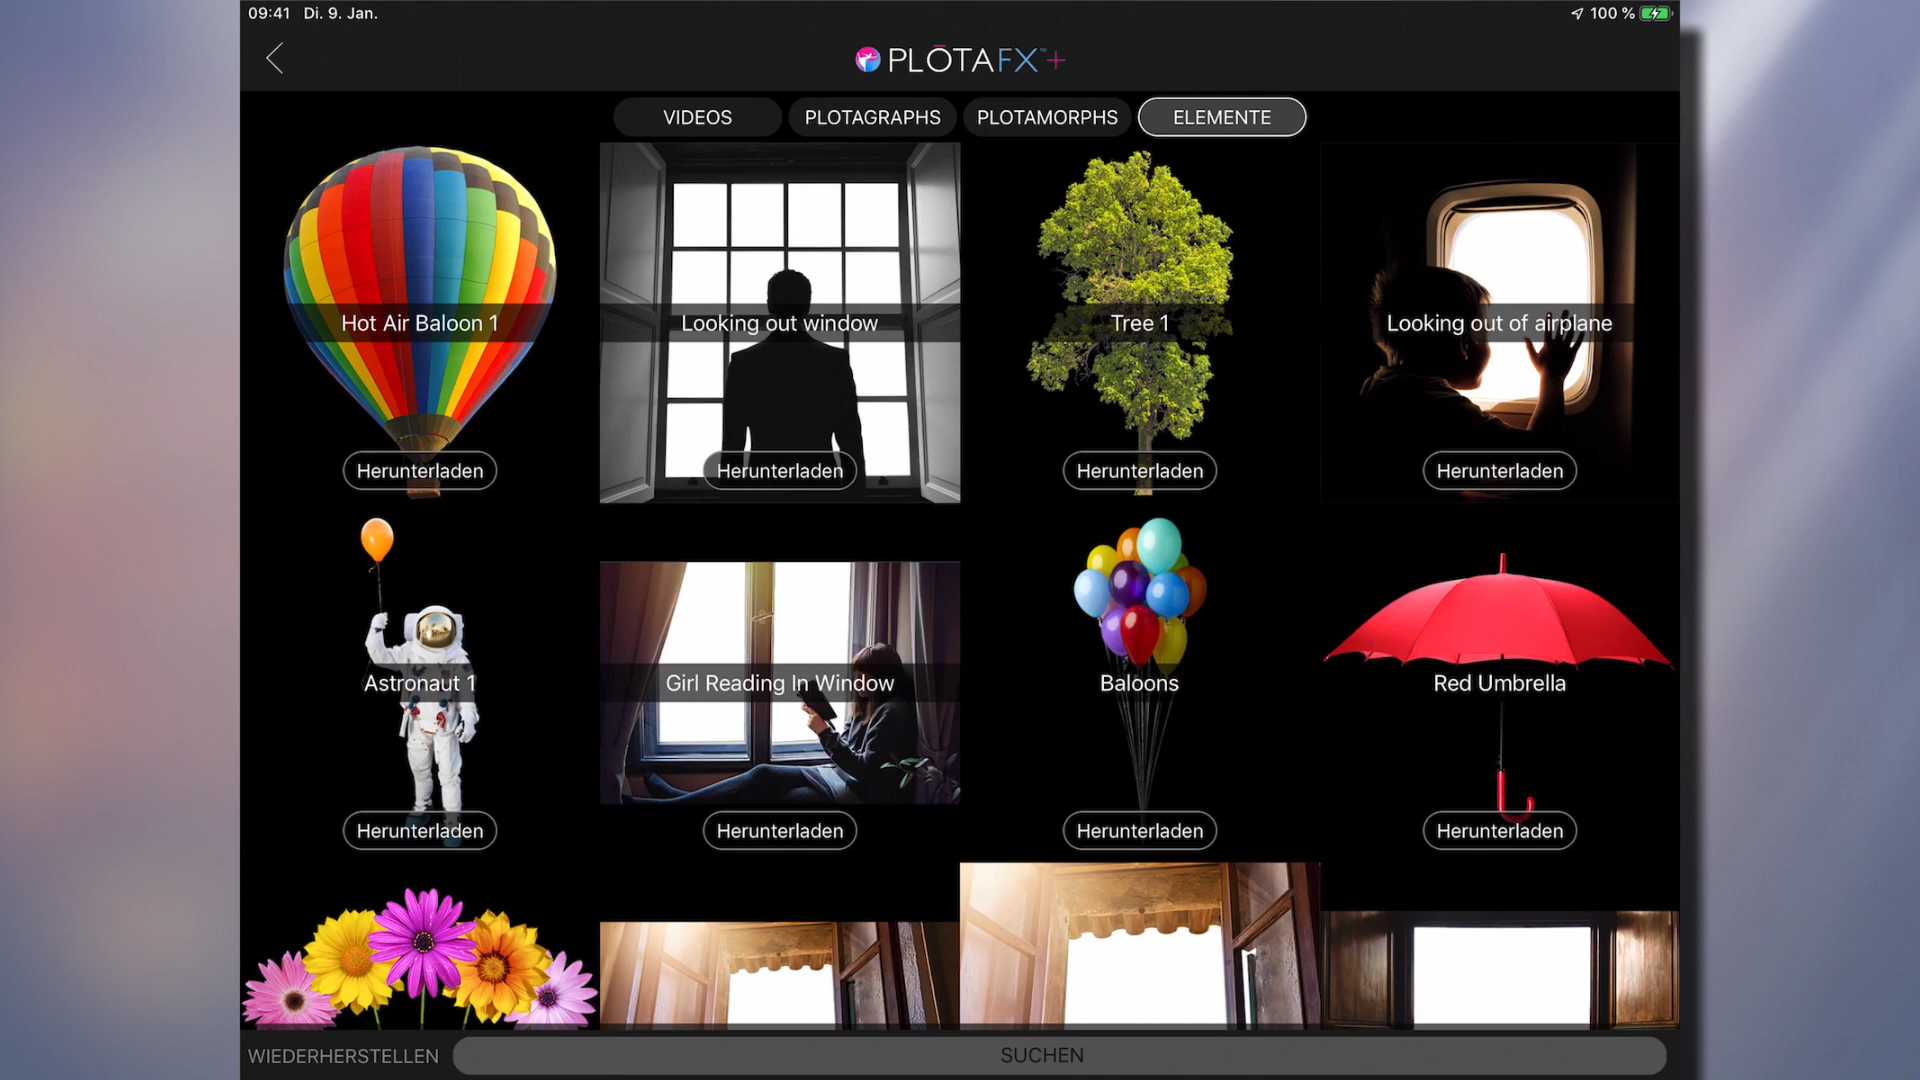 09:41 Di. 9. Jan.
100 %
PLŌTAFX™+
VIDEOS
PLOTAGRAPHS
PLOTAMORPHS
ELEMENTE
Hot Air Baloon 1
Looking out window
Tree 1
Looking out of airplane
Herunterladen
Herunterladen
Herunterladen
Herunterladen
Astronaut 1
Girl Reading In Window
Baloons
Red Umbrella
Herunterladen
Herunterladen
Herunterladen
Herunterladen
WIEDERHERSTELLEN
SUCHEN